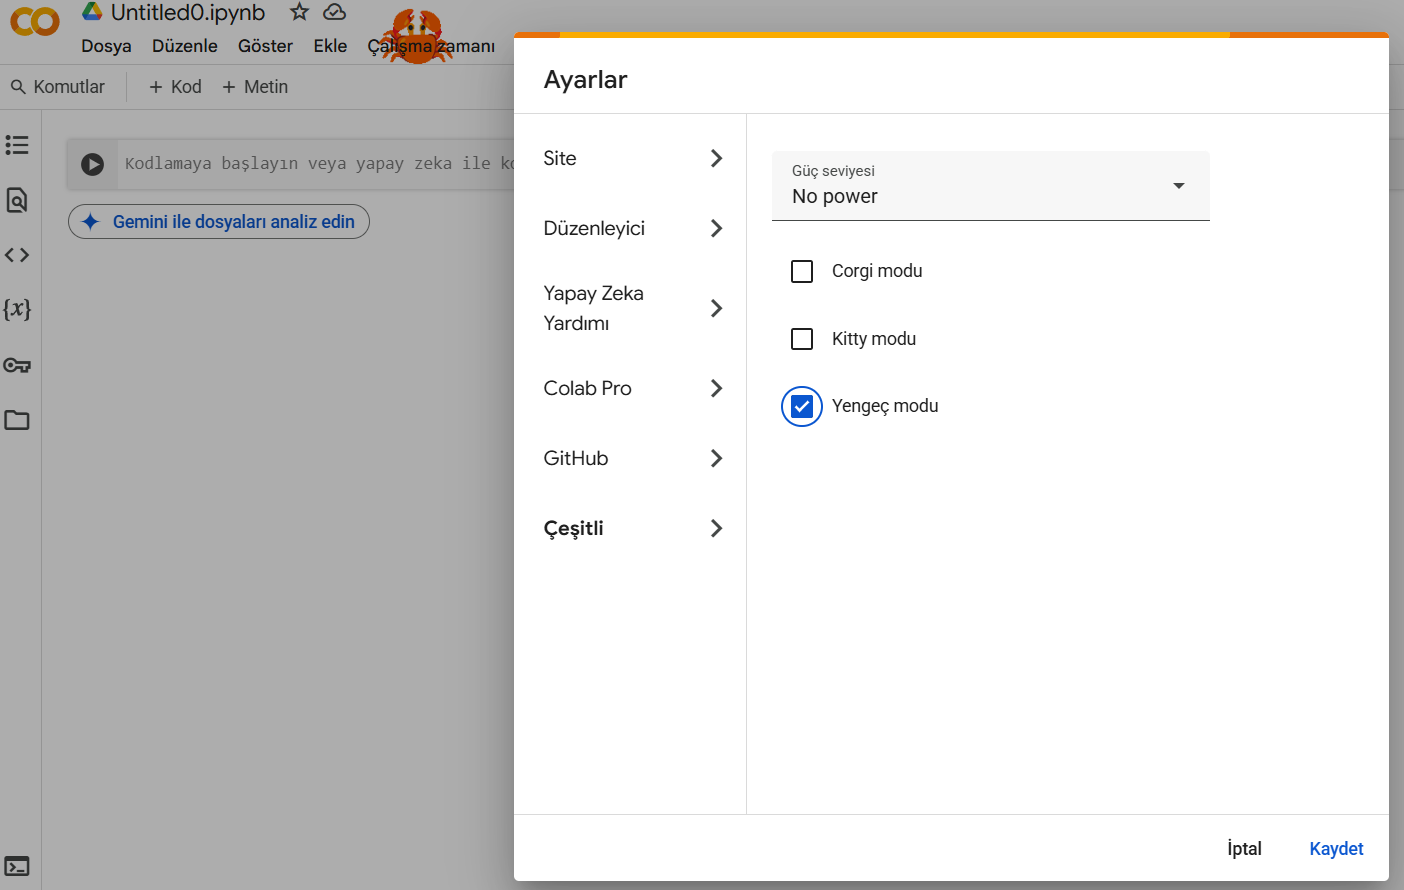 Untitled0.ipynb
Dosya Düzenle Göster Ekle Çalışma zamanı
Komutlar + Kod + Metin
Kodlamaya başlayın veya yapay zeka ile
Gemini ile dosyaları analiz edin
{x}
Ayarlar
Site
Düzenleyici
Yapay Zeka
Yardımı
Colab Pro
GitHub
Çeşitli
Güç seviyesi
No power
Corgi modu
Kitty modu
Yengeç modu
İptal Kaydet